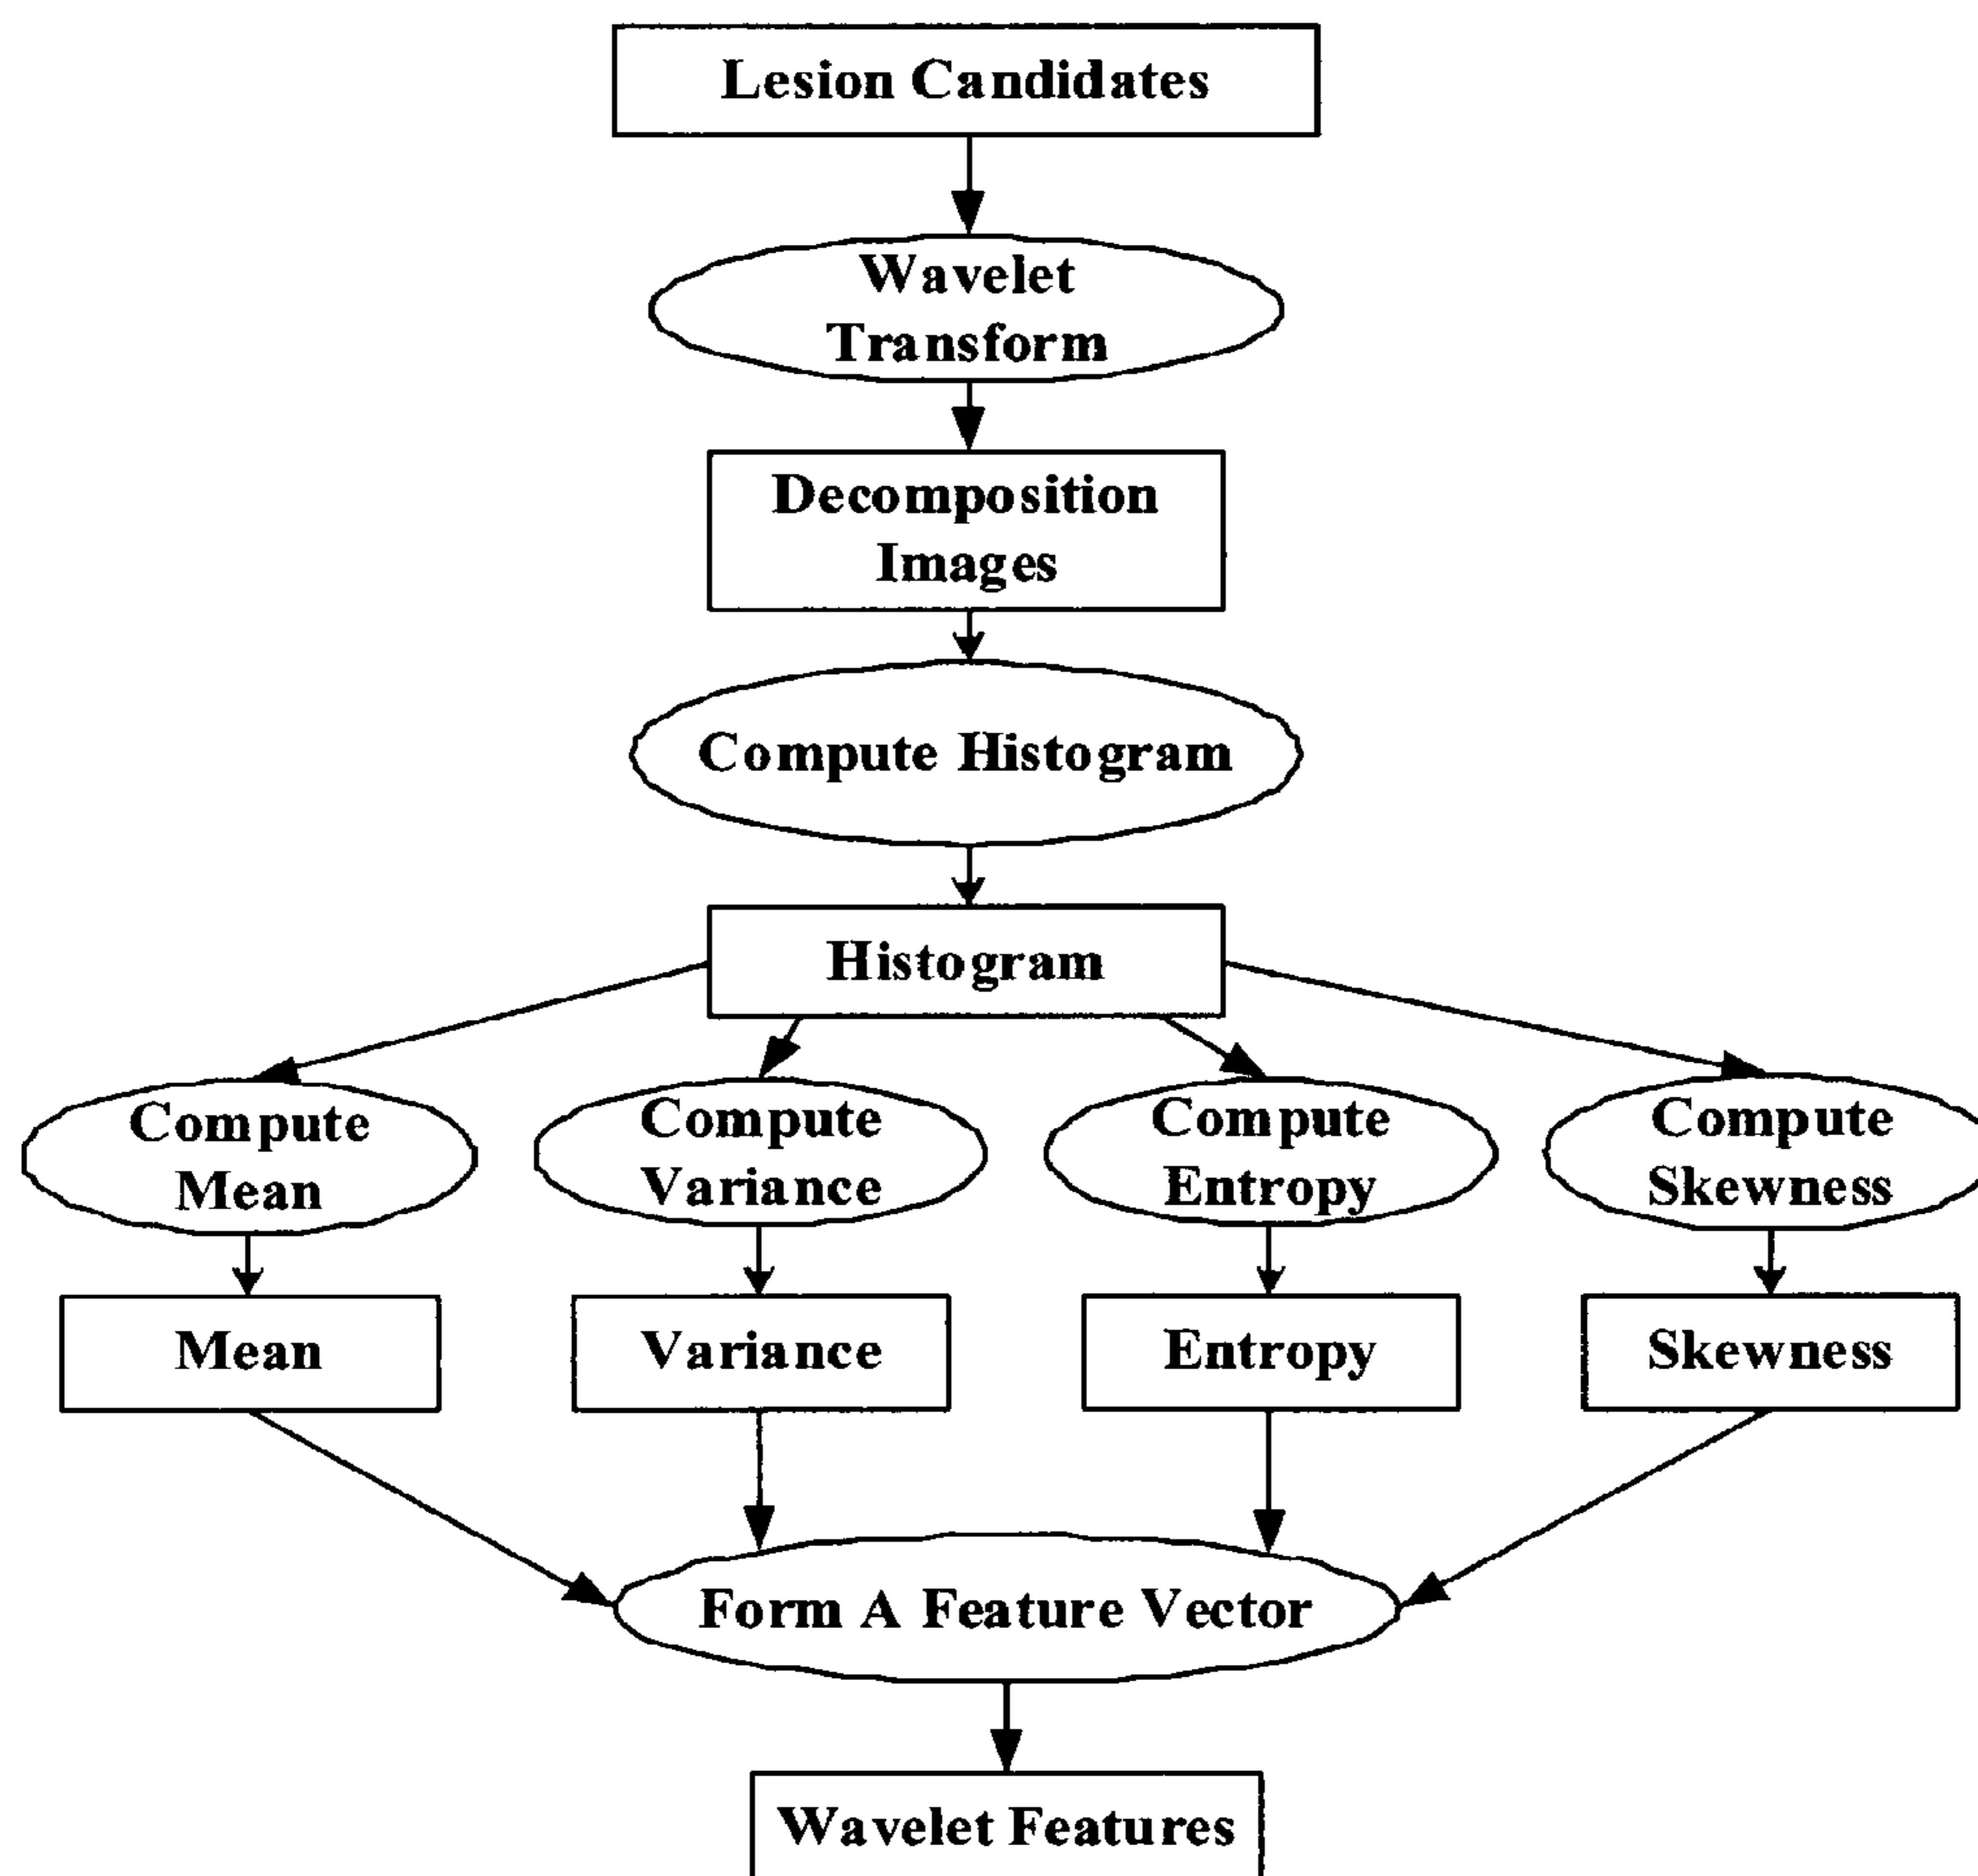 Lesion Candidates
Wavelet
Transform
Decomposition
Images
Compute Histogram
Histogram
Compute
Mean
Compute
Variance
Compute
Entropy
Compute
Skewness
Mean
Variance
Entropy
Skewness
Form A Feature Vector
Wavelet Features